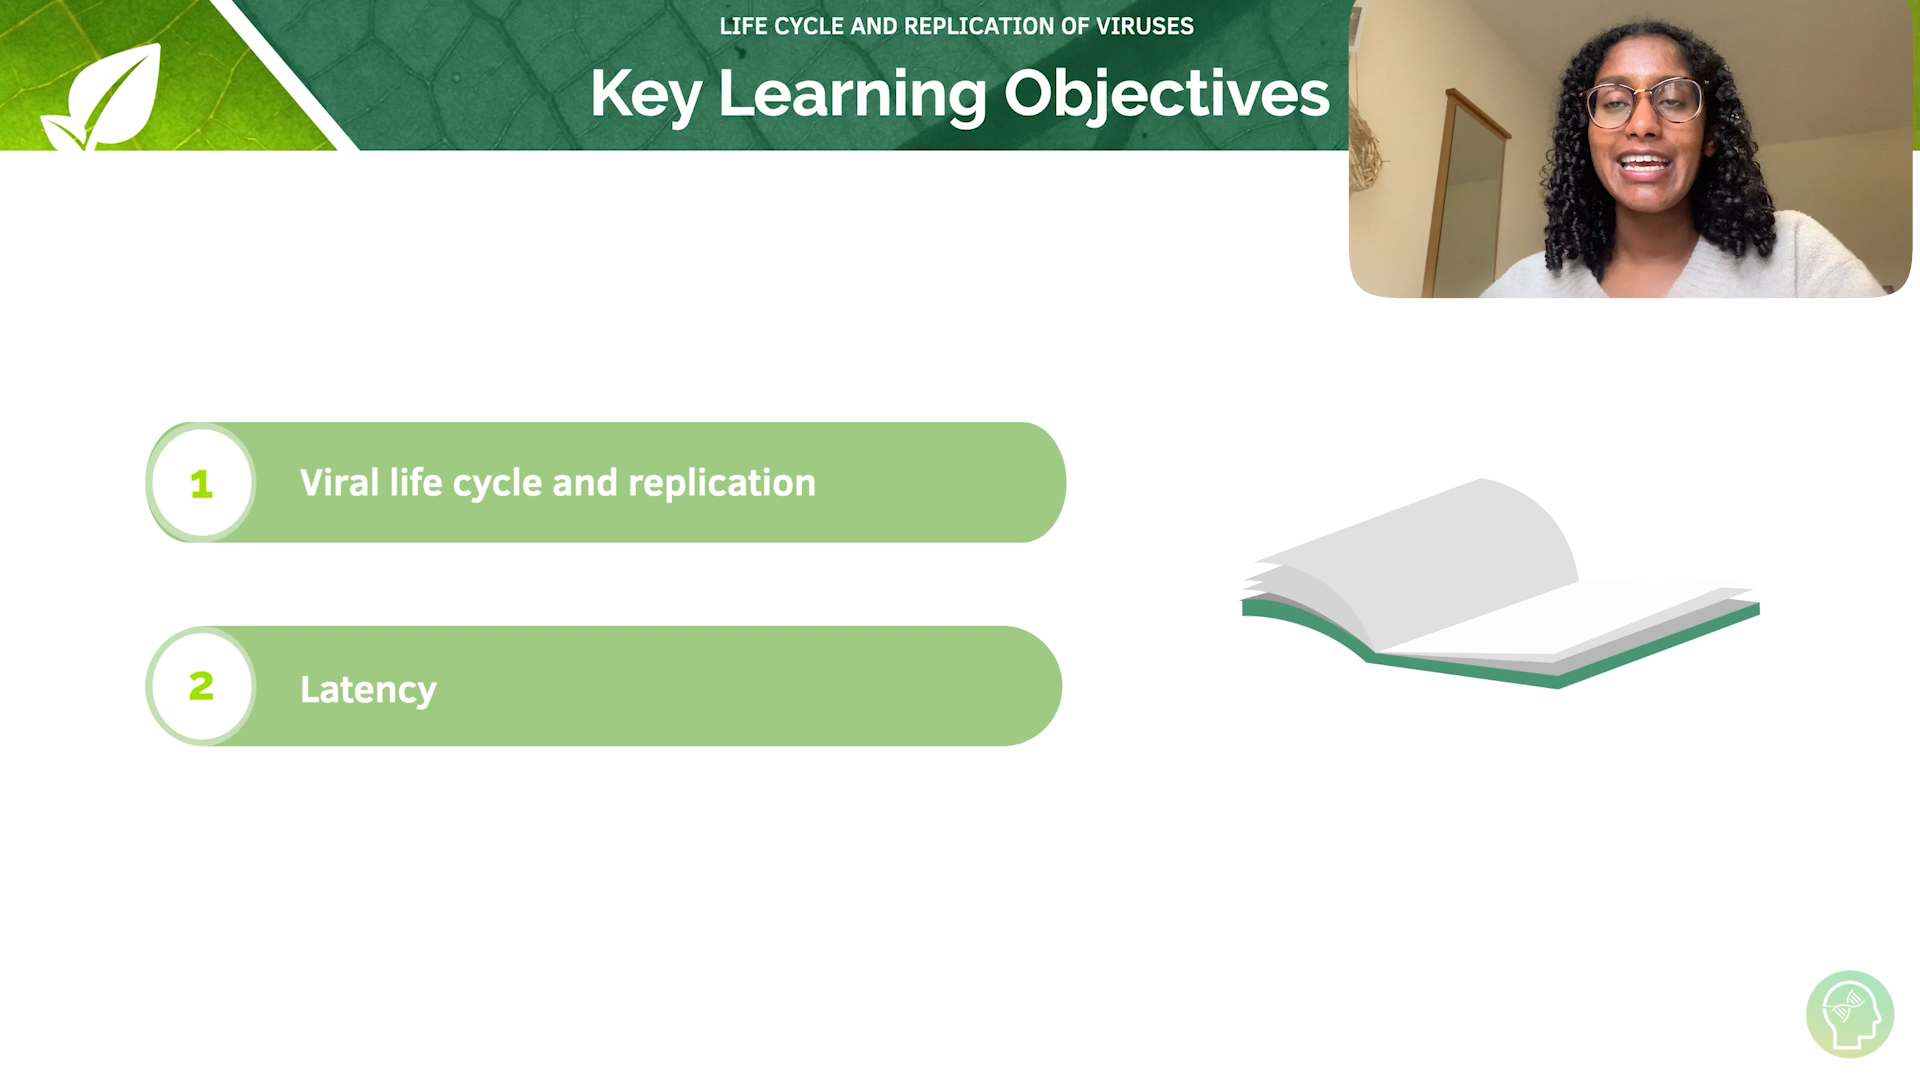 LIFE CYCLE AND REPLICATION OF VIRUSES
Key Learning Objectives
1
Viral life cycle and replication
2
Latency